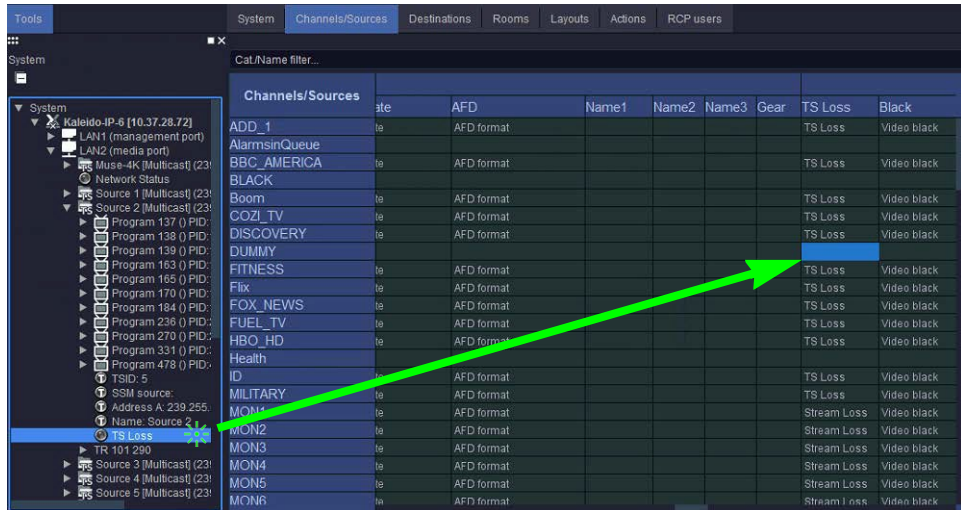 Tools
System Channels/Sources Destinations Rooms Layouts Actions RCP users
System
Cat./Name filter...
Channels/Sources
ate AFD Name1 Name2 Name3 Gear TS Loss Black
System
Kaleido-IP-6 [10.37.28.72]
LAN1 (management port)
LAN2 (media port)
Muse-4K [Multicast] (239
Network Status
Source 1 [Multicast] (239
Source 2 [Multicast] (239
Program 137 () PID:
Program 138 () PID:
Program 139 () PID:
Program 163 () PID:
Program 165 () PID:
Program 170 () PID:
Program 184 () PID:
Program 236 () PID:
Program 270 () PID:
Program 331 () PID:
Program 478 () PID:
TSID: 5
SSM source:
Address A: 239.255.
Name: Source 2
TS Loss
TR 101 290
Source 3 [Multicast] (239
Source 4 [Multicast] (239
Source 5 [Multicast] (239
ADD_1 te AFD format TS Loss Video black
AlarmsinQueue
BBC_AMERICA te AFD format TS Loss Video black
BLACK
Boom te AFD format TS Loss Video black
COZI_TV te AFD format TS Loss Video black
DISCOVERY te AFD format TS Loss Video black
DUMMY
FITNESS te AFD format TS Loss Video black
Flix te AFD format TS Loss Video black
FOX_NEWS te AFD format TS Loss Video black
FUEL_TV te AFD format TS Loss Video black
HBO_HD te AFD format TS Loss Video black
Health
ID te AFD format TS Loss Video black
MILITARY te AFD format TS Loss Video black
MON1 AFD format Stream Loss Video black
MON2 te AFD format Stream Loss Video black
MON3 te AFD format Stream Loss Video black
MON4 te AFD format Stream Loss Video black
MON5 te AFD format Stream Loss Video black
MON6 te AFD format Stream Loss Video black